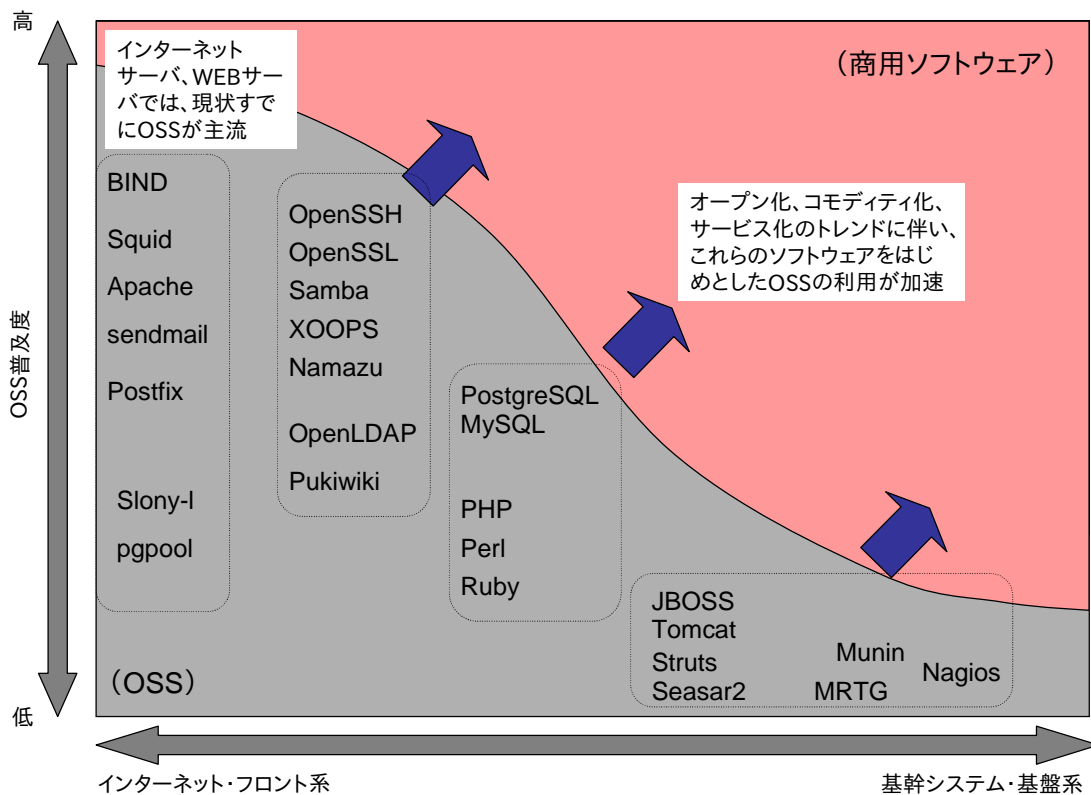 高
インターネット
サーバ、WEBサー
バでは、現状すで
にOSSが主流
(商用ソフトウェア)
BIND
Squid
Apache
sendmail
Postfix
Slony-I
pgpool
OpenSSH
OpenSSL
Samba
XOOPS
Namazu
OpenLDAP
Pukiwiki
オープン化、コモディティ化、
サービス化のトレンドに伴い、
これらのソフトウェアをはじ
めとしたOSSの利用が加速
PostgreSQL
MySQL
PHP
Perl
Ruby
JBOSS
Tomcat
Struts
Seasar2
Munin
MRTG
Nagios
OSS普及度
(OSS)
低
インターネット・フロント系
基幹システム・基盤系